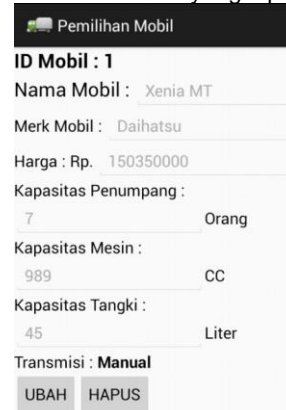 Pemilihan Mobil
ID Mobil : 1
Nama Mobil : Xenia MT
Merk Mobil : Daihatsu
Harga : Rp. 150350000
Kapasitas Penumpang :
7 Orang
Kapasitas Mesin :
989 CC
Kapasitas Tangki :
45 Liter
Transmisi : Manual
UBAH HAPUS